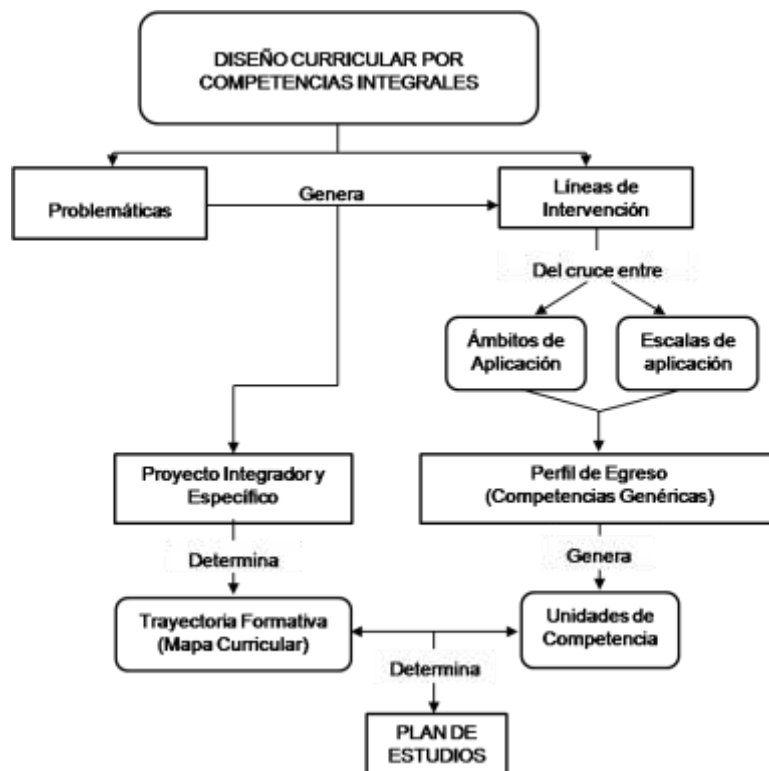 DISEÑO CURRICULAR POR
COMPETENCIAS INTEGRALES
Problemáticas
Genera
Líneas de
Intervención
Del cruce entre
Ámbitos de
Aplicación
Escalas de
aplicación
Proyecto Integrador y
Específico
Perfil de Egreso
(Competencias Genéricas)
Determina
Genera
Trayectoria Formativa
(Mapa Curricular)
Unidades de
Competencia
Determina
PLAN DE
ESTUDIOS